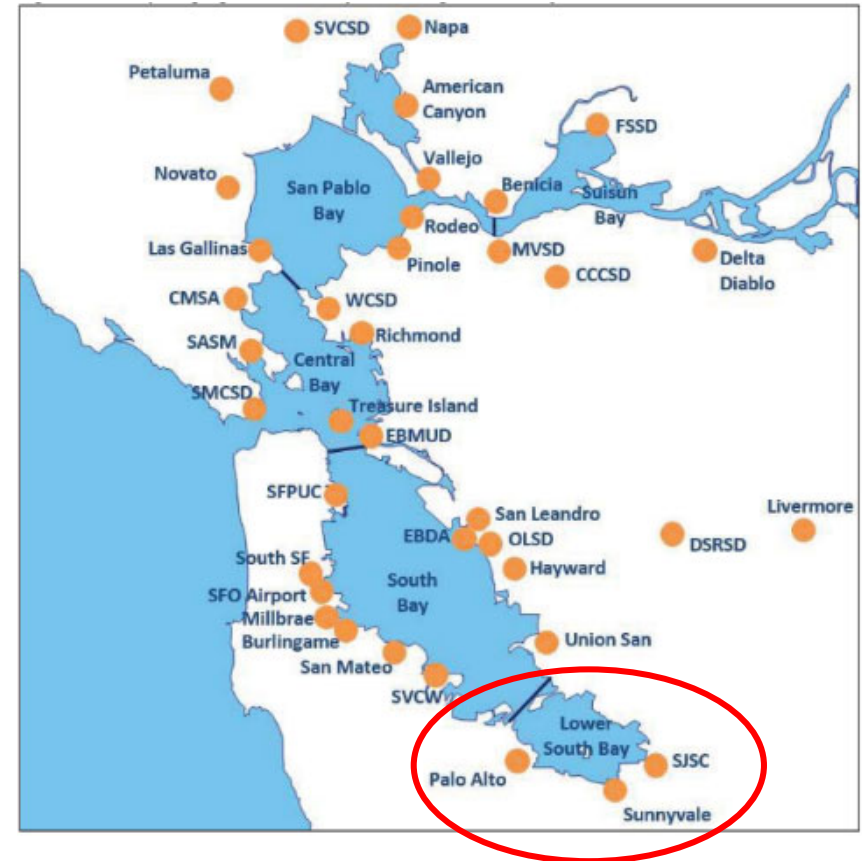 SVCSD
Napa
Petaluma
American
Canyon
FSSD
Vallejo
Novato
San Pablo
Bay
Benicia
Suisun
Bay
Rodeo
Las Gallinas
Pinole
MVSD
Delta
Diablo
CCCSD
CMSA
WCSD
Richmond
SASM
Central
Bay
SMCSD
Treasure Island
EBMUD
SFPUC
San Leandro
Livermore
EBDA
OLSD
DSRSD
Hayward
South SF
South
Bay
SFO Airport
Millbrae
Burlingame
Union San
San Mateo
SVCW
Lower
South Bay
SJSC
Palo Alto
Sunnyvale